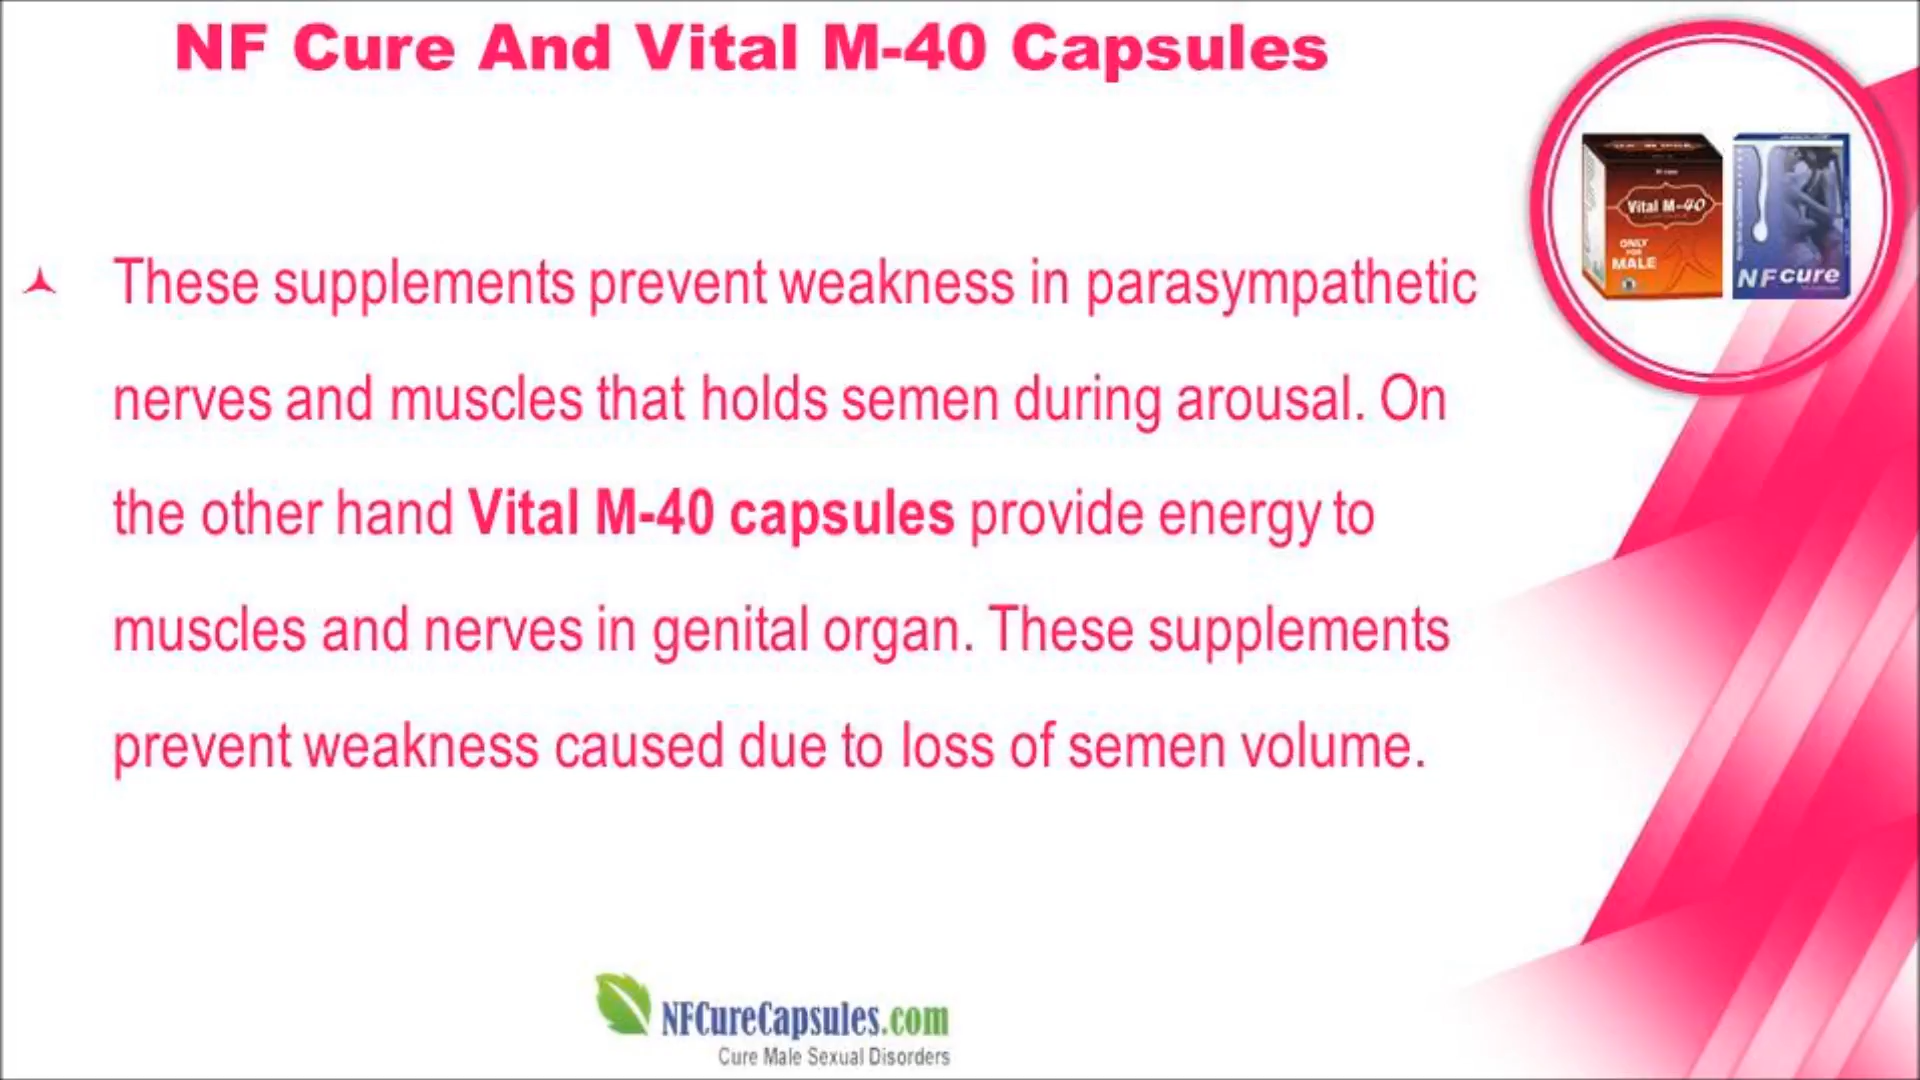 NF Cure And Vital M-40 Capsules
Vital M-40
ONLY
FOR
MALE
NF cure
These supplements prevent weakness in parasympathetic
nerves and muscles that holds semen during arousal. On
the other hand Vital M-40 capsules provide energy to
muscles and nerves in genital organ. These supplements
prevent weakness caused due to loss of semen volume.
NFCureCapsules.com
Cure Male Sexual Disorders